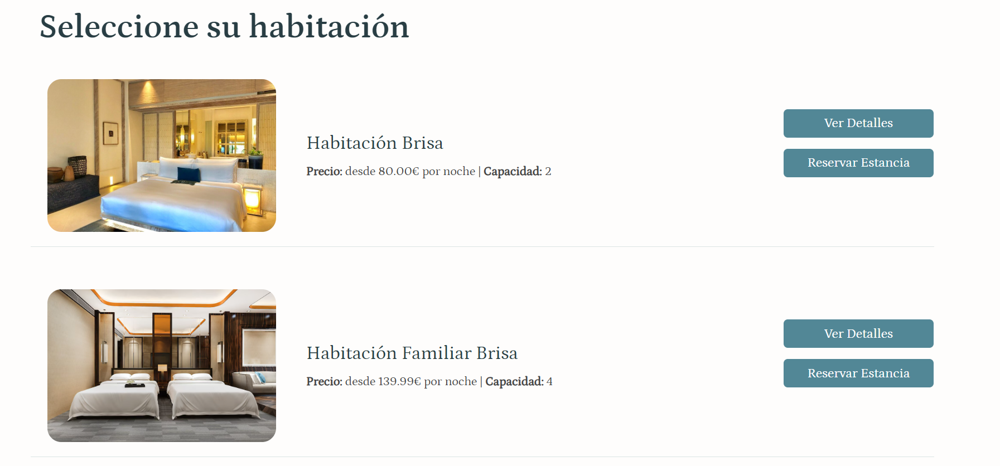 Seleccione su habitación
Ver Detalles
Habitación Brisa
Reservar Estancia
Precio: desde 80.00€ por noche | Capacidad: 2
Ver Detalles
Habitación Familiar Brisa
Reservar Estancia
Precio: desde 139.99€ por noche | Capacidad: 4